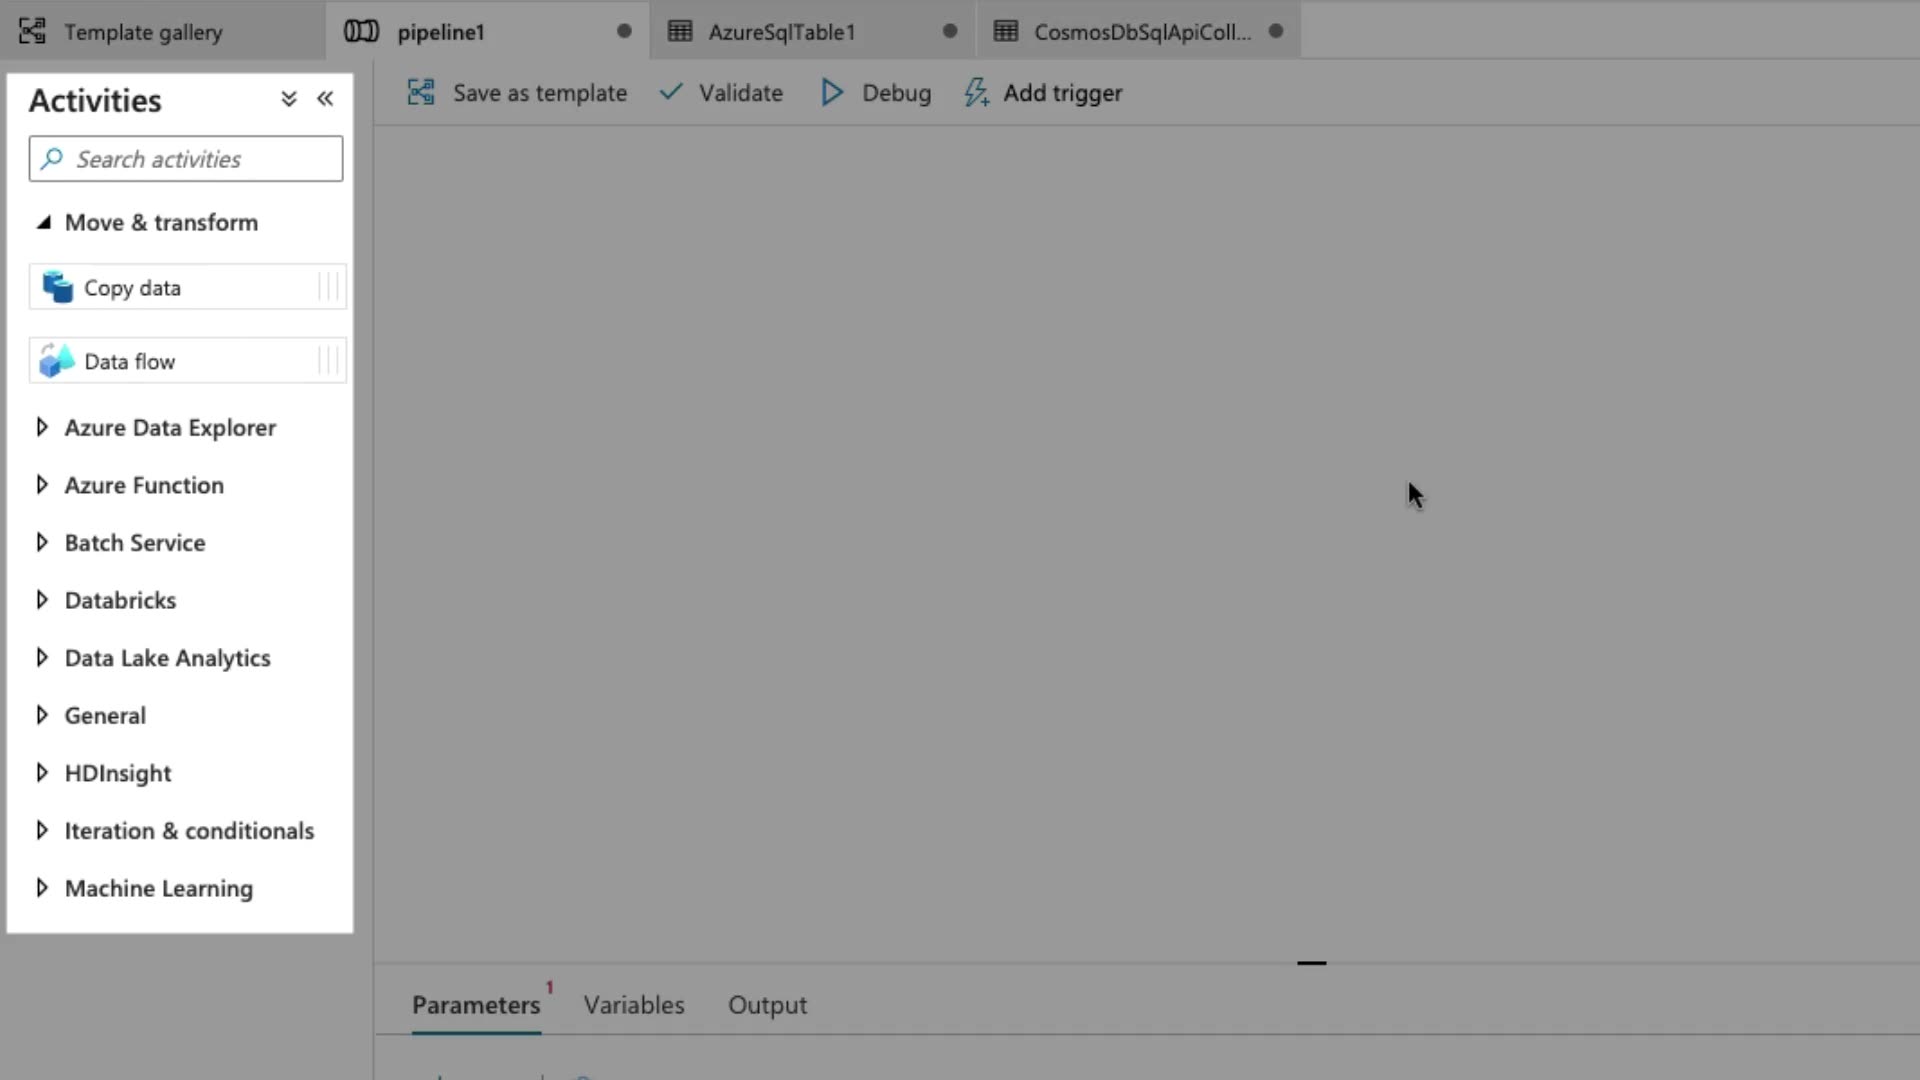 Template gallery
pipeline1
AzureSqlTable1
CosmosDbSqlApiColl...
Activities
Search activities
Move & transform
Copy data
Data flow
Azure Data Explorer
Azure Function
Batch Service
Databricks
Data Lake Analytics
General
HDInsight
Iteration & conditionals
Machine Learning
Save as template
Validate
Debug
Add trigger
Parameters 1
Variables
Output